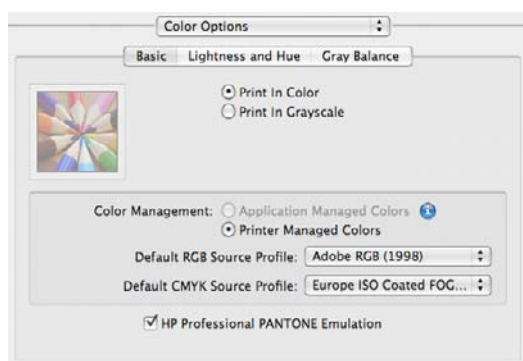 Color Options
Basic Lightness and Hue Gray Balance
Print In Color
Print In Grayscale
Color Management: Application Managed Colors
Printer Managed Colors
Default RGB Source Profile: Adobe RGB (1998)
Default CMYK Source Profile: Europe ISO Coated FOG...
HP Professional PANTONE Emulation